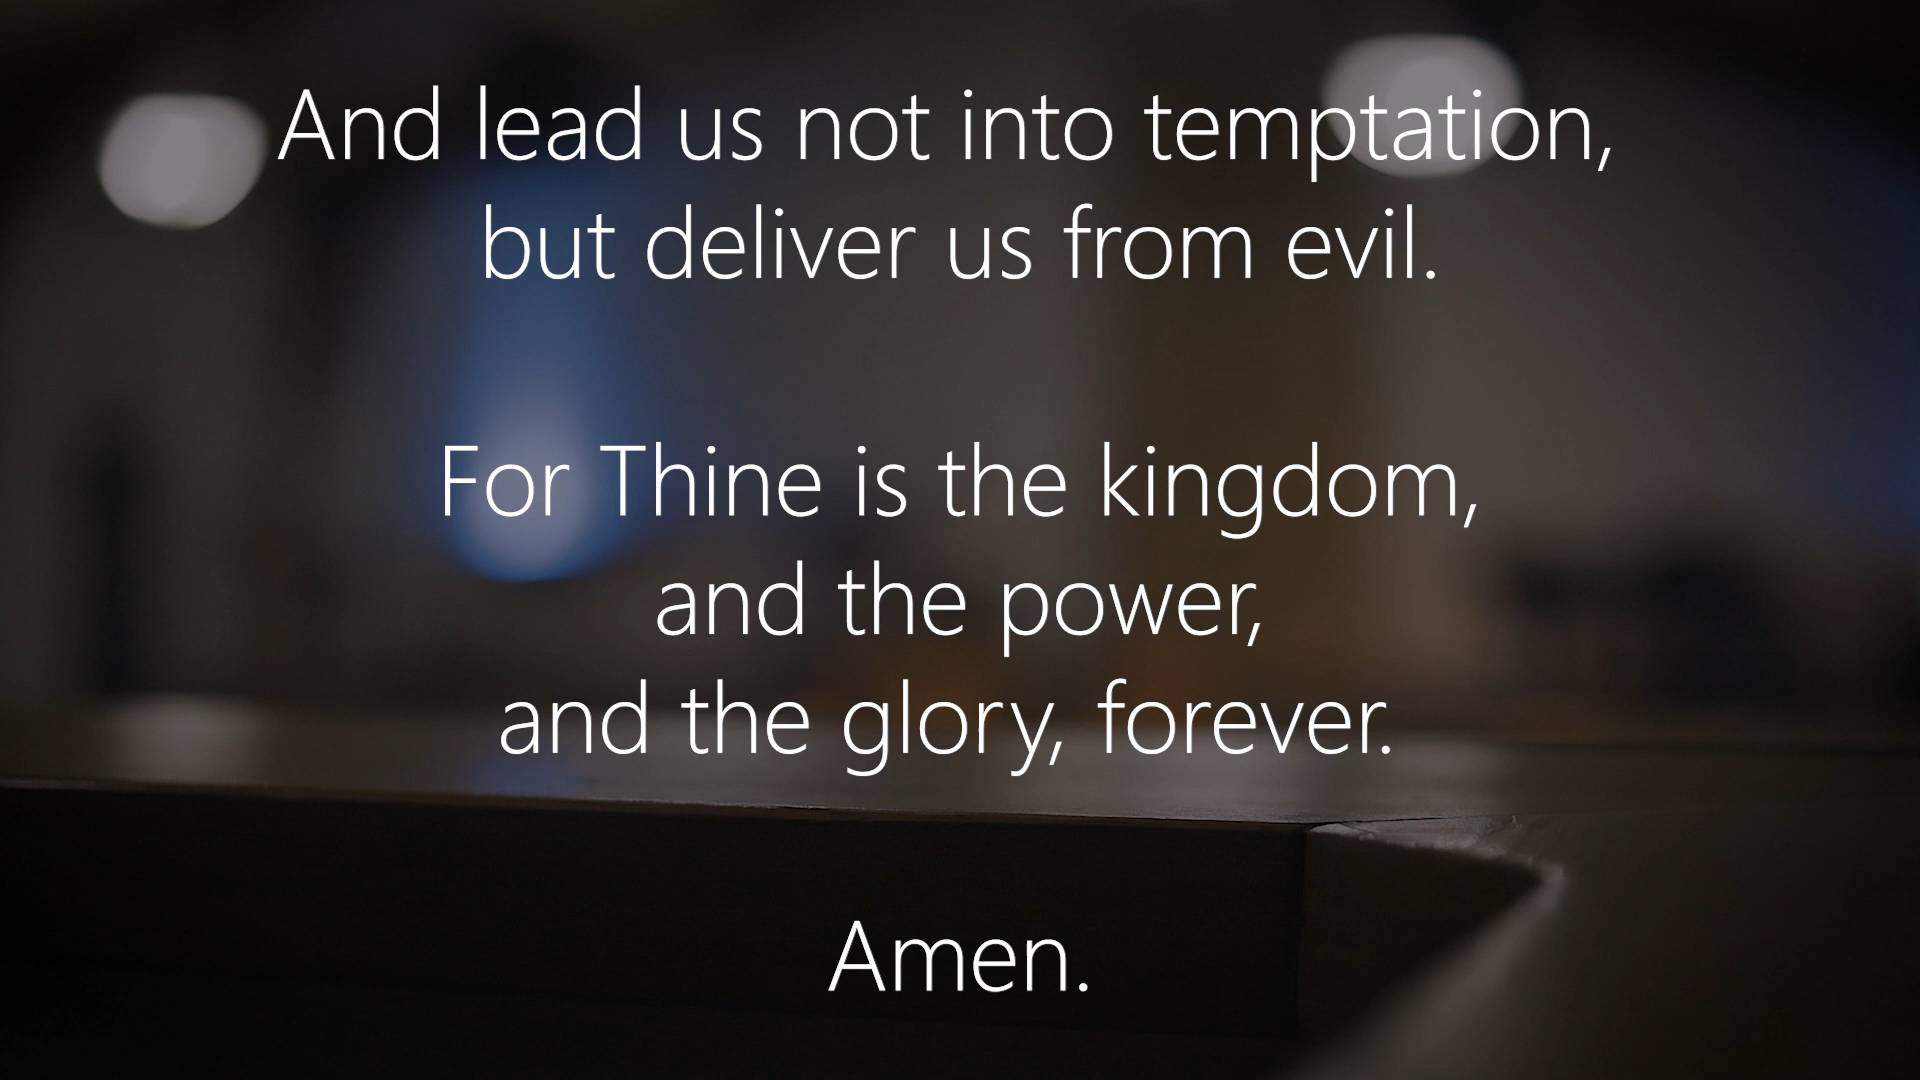 And lead us not into temptation,
but deliver us from evil.
For Thine is the kingdom,
and the power,
and the glory, forever.
Amen.